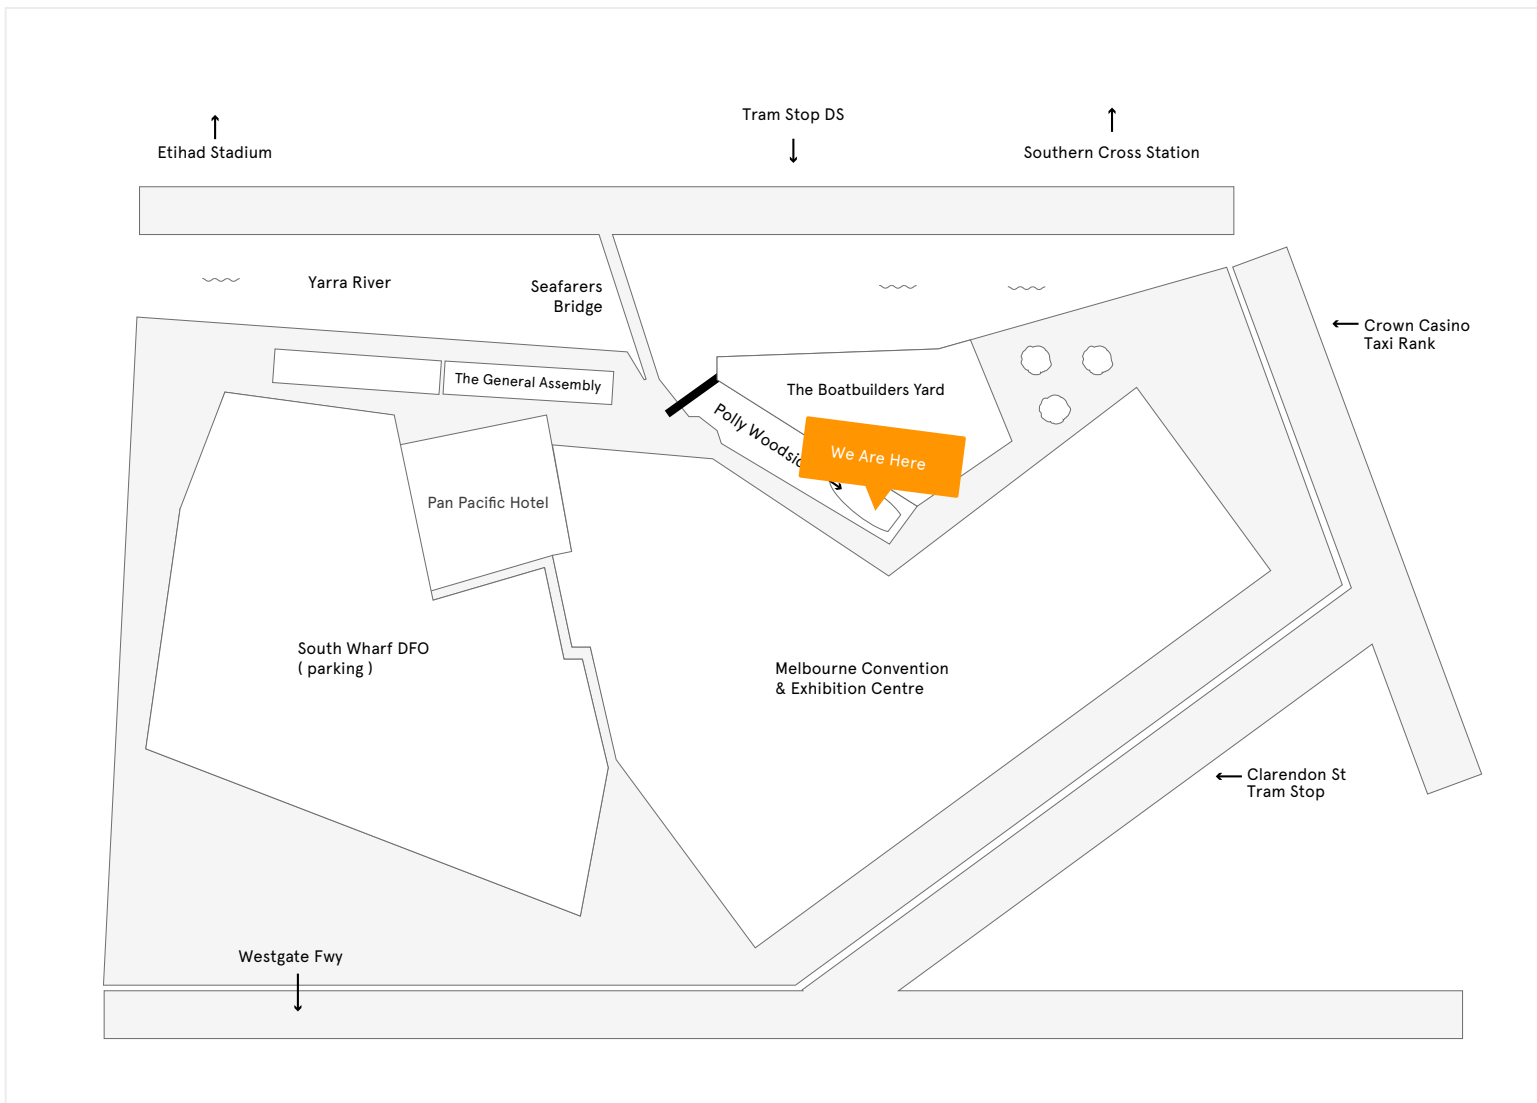 Tram Stop DS
Etihad Stadium
Southern Cross Station
Yarra River
Seafarers
Bridge
Crown Casino
Taxi Rank
The General Assembly
The Boatbuilders Yard
Polly Woodsi
We Are Here
Pan Pacific Hotel
South Wharf DFO
( parking )
Melbourne Convention
& Exhibition Centre
Clarendon St
Tram Stop
Westgate Fwy